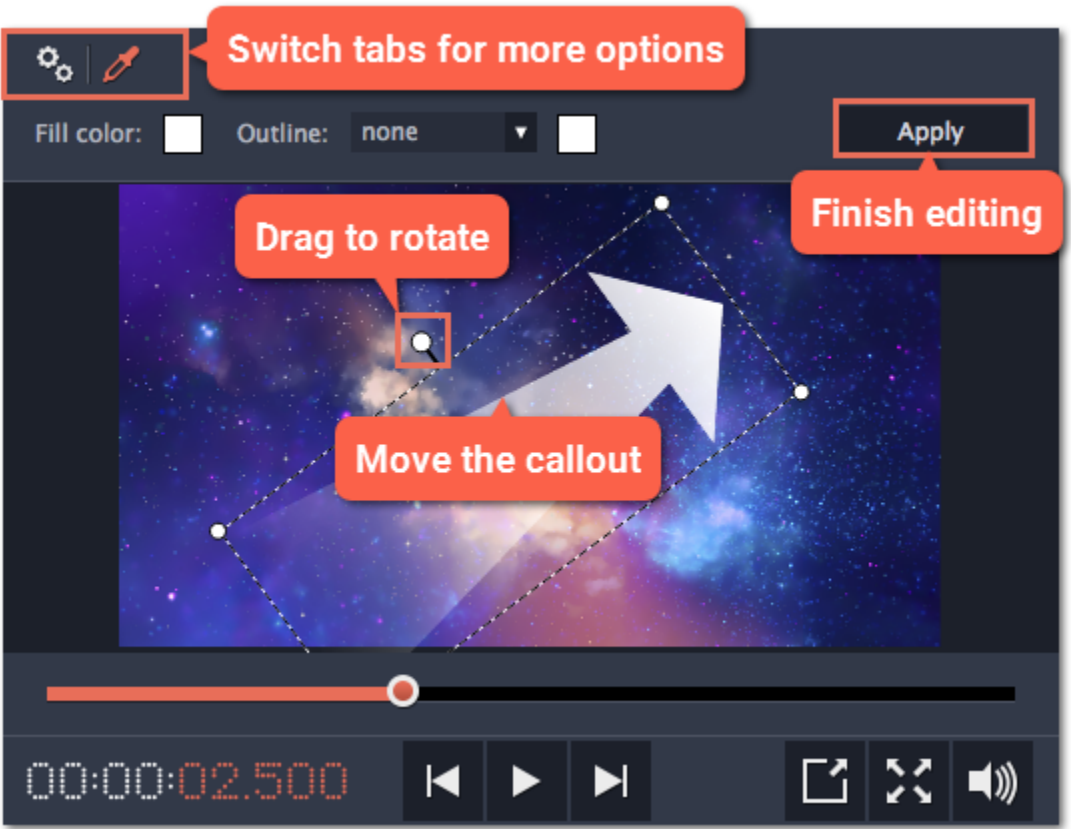 Switch tabs for more options
Fill color:
Outline:
none
Apply
Finish editing
Drag to rotate
Move the callout
00:00:02.500